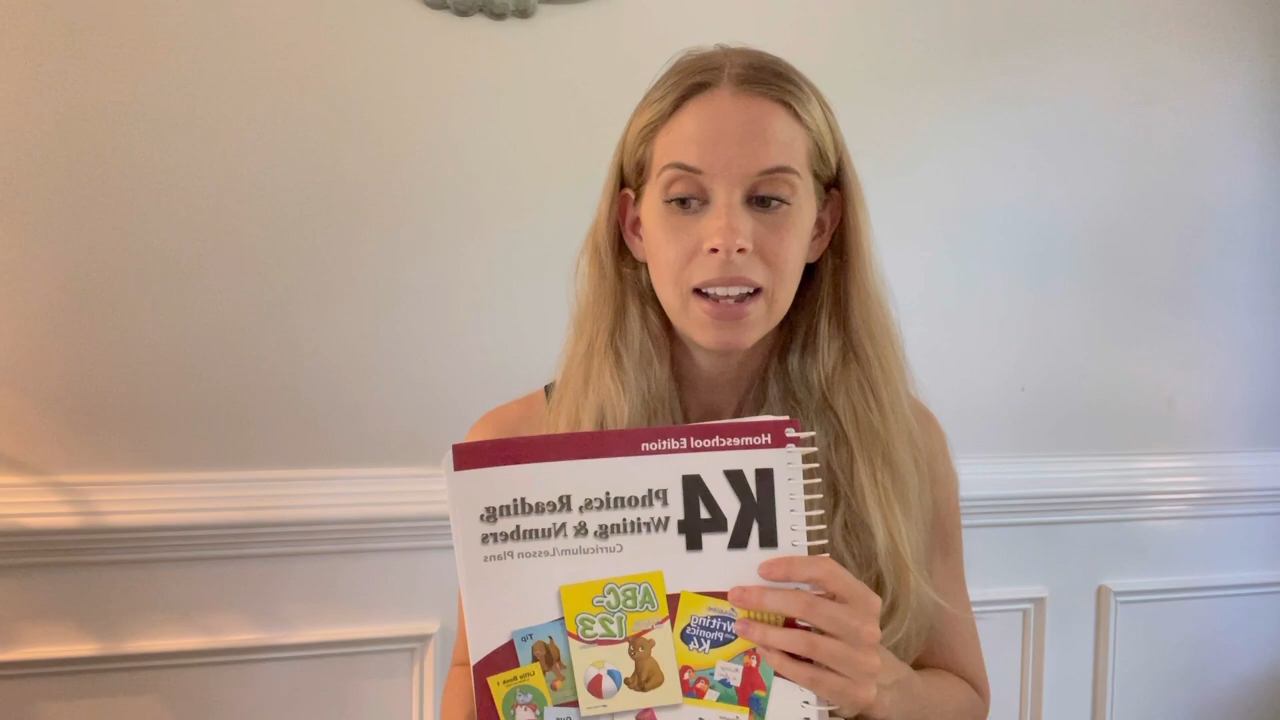 Homeschool Edition
K4
Phonics, Reading,
Writing, & Numbers
Curriculum/Lesson Plans
ABC-
123
Writing
with Phonics
K4
Tip
Little Book 1